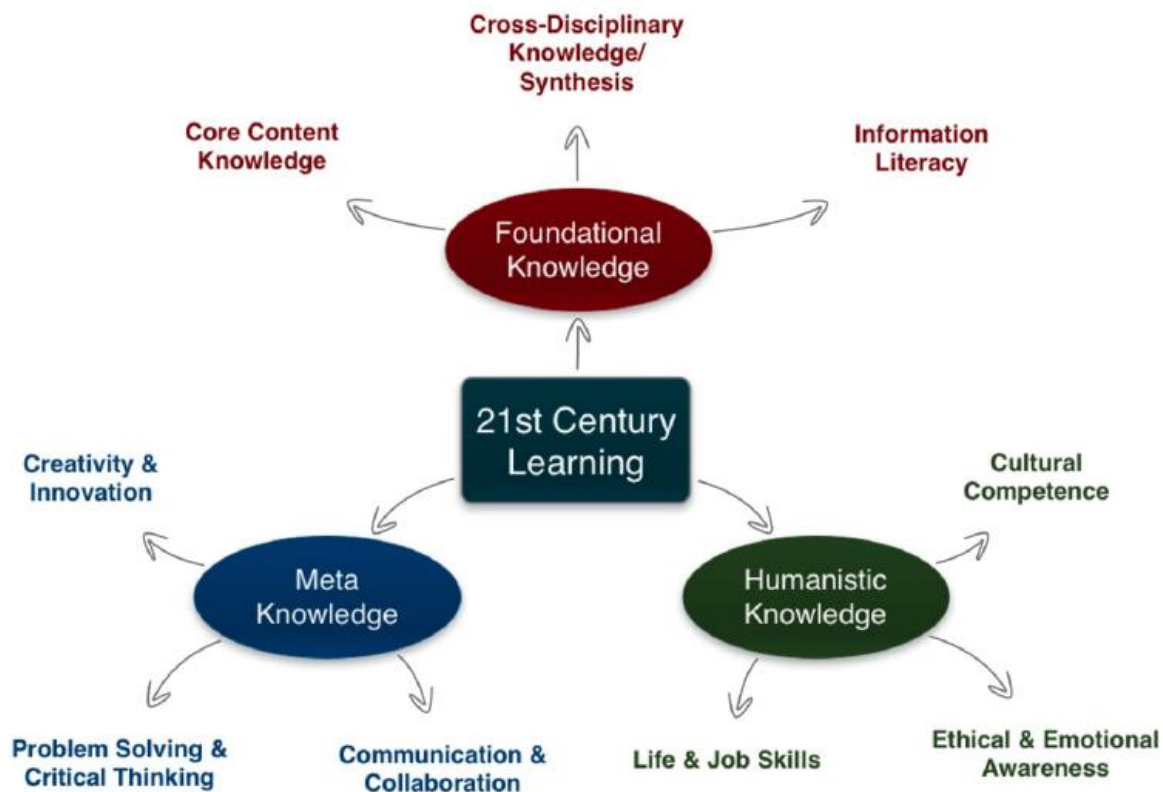 Cross-Disciplinary
Knowledge/
Synthesis
Core Content
Knowledge
Information
Literacy
Foundational
Knowledge
21st Century
Learning
Creativity &
Innovation
Cultural
Competence
Meta
Knowledge
Humanistic
Knowledge
Problem Solving &
Critical Thinking
Communication &
Collaboration
Life & Job Skills
Ethical & Emotional
Awareness